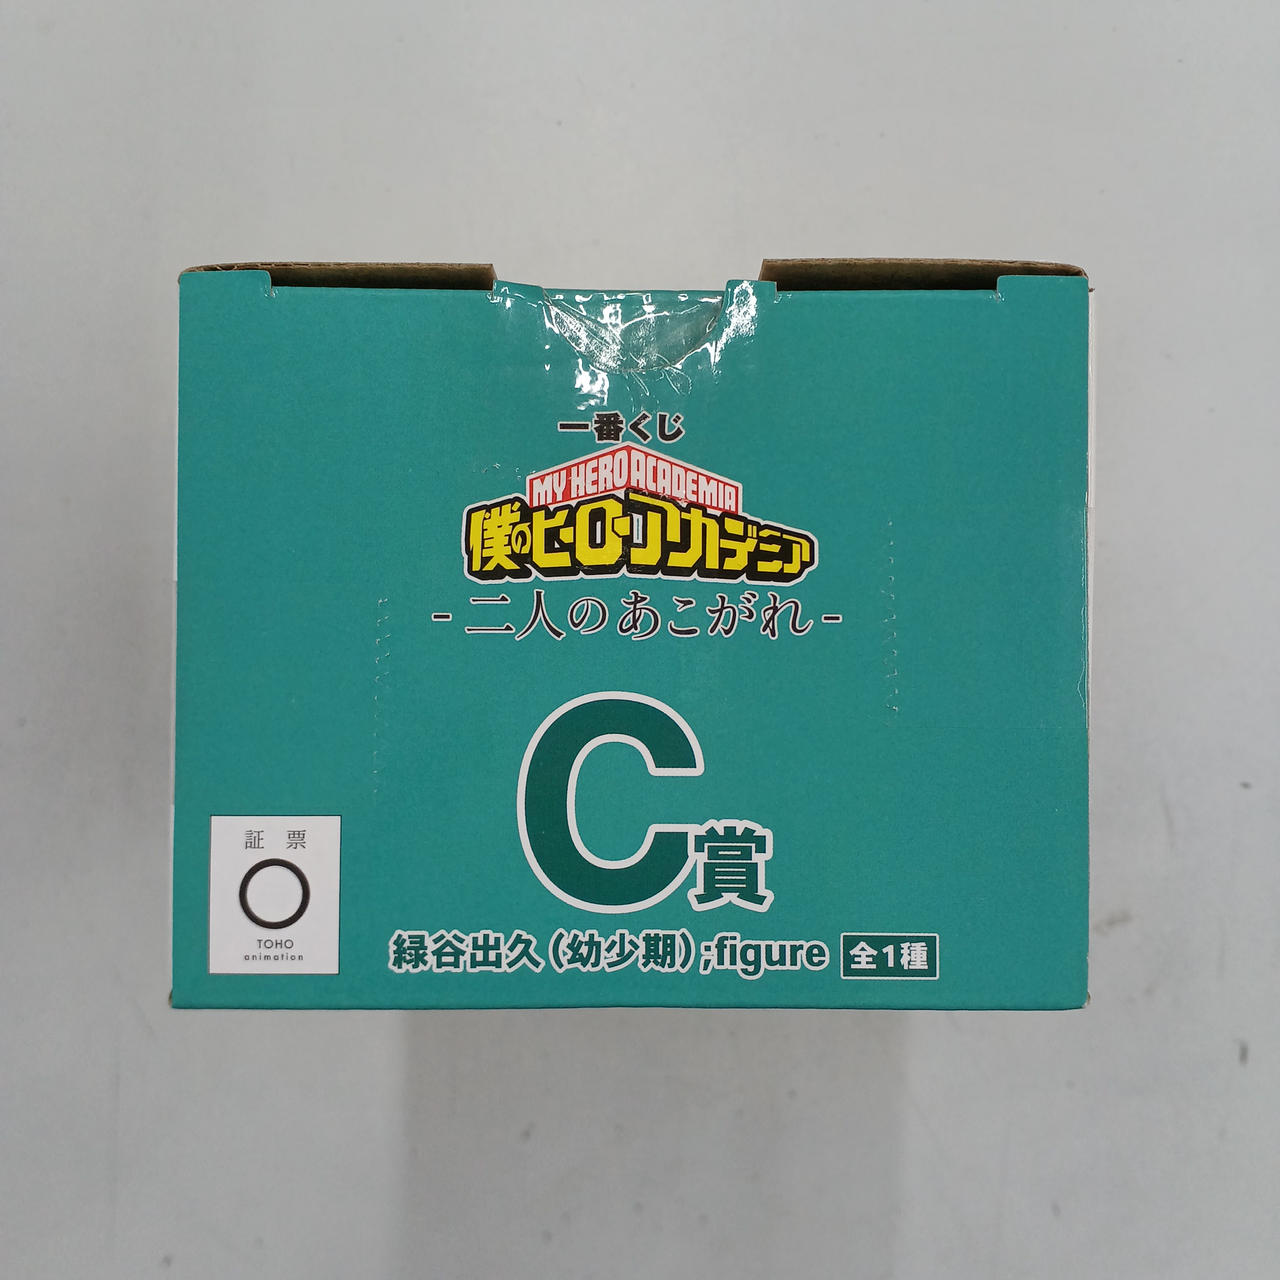 一番くじ
MY HERO ACADEMIA
僕のヒーローアカデミア
-二人のあこがれ-
C賞
証 票
TOHO
animation
緑谷出久(幼少期);figure 全1種